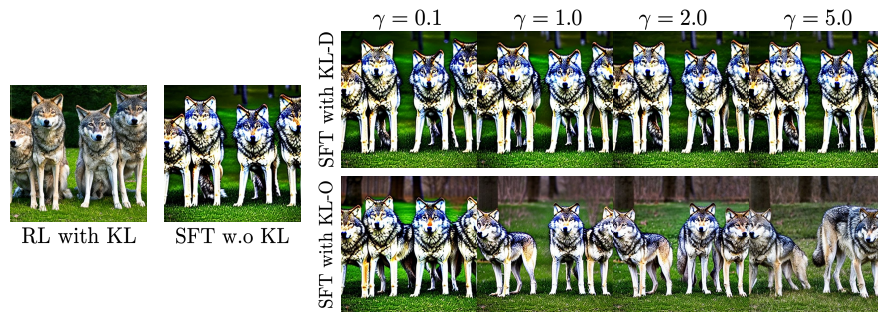 γ = 0.1 γ = 1.0 γ = 2.0 γ = 5.0
SFT with KL-D
RL with KL SFT w.o KL
SFT with KL-O